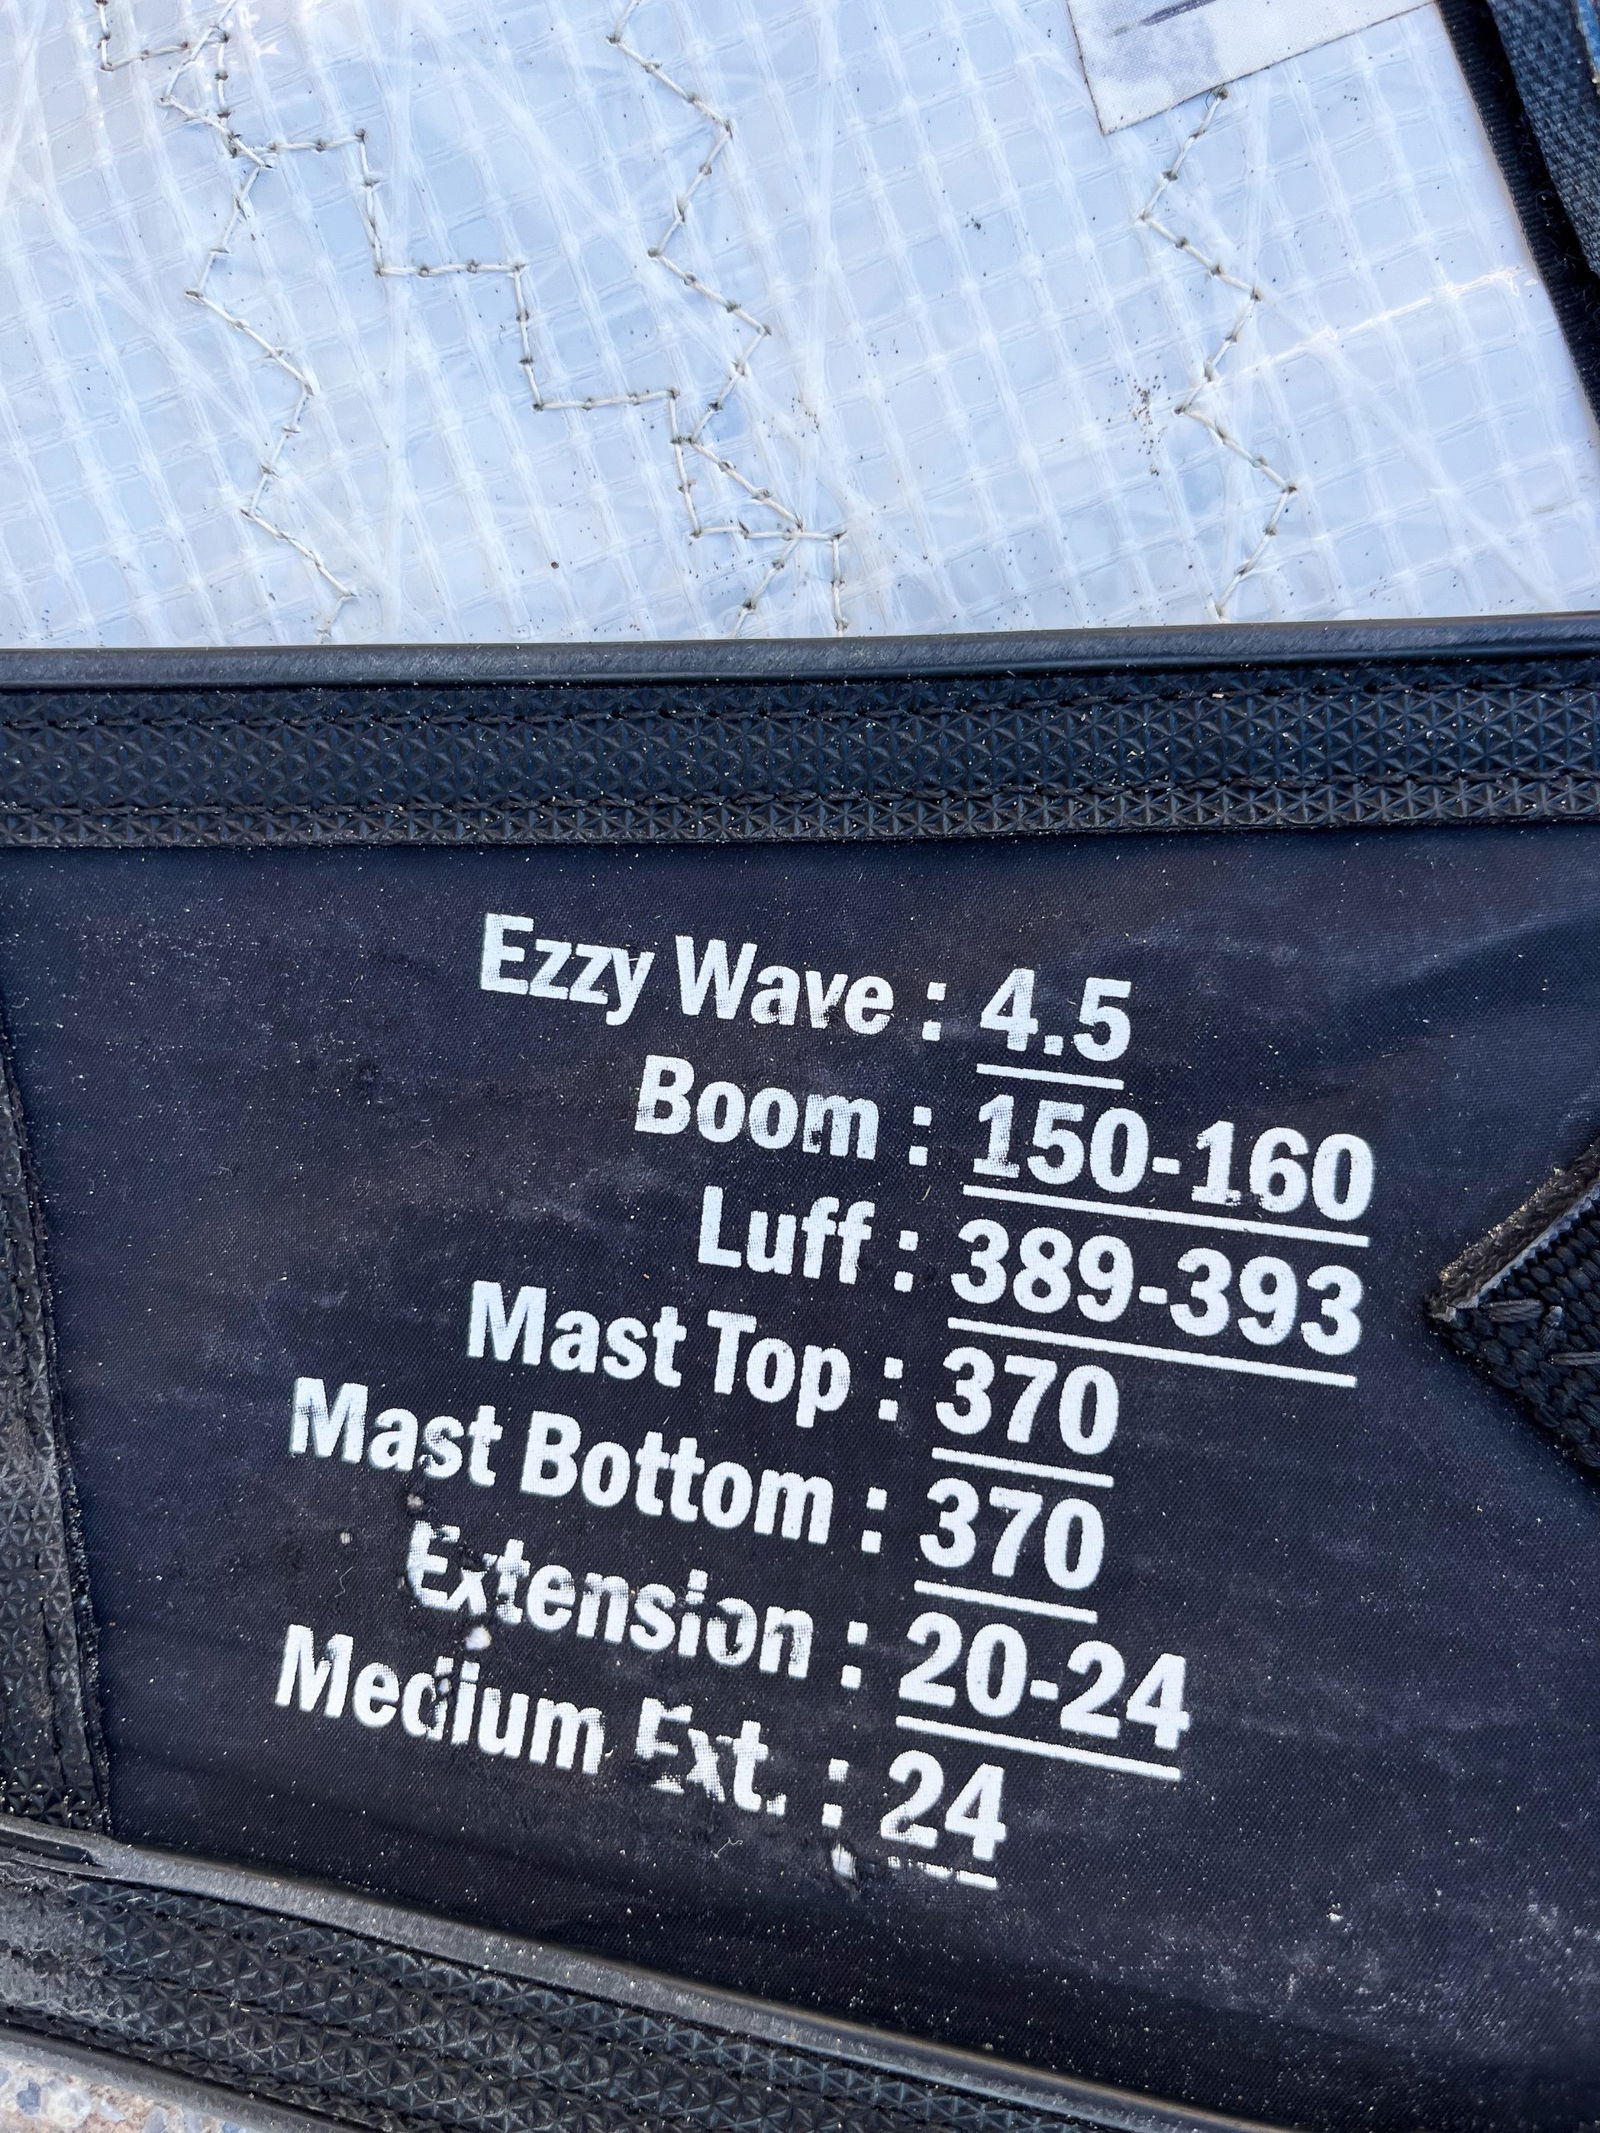 Ezzy Wave : 4.5
Boom : 150-160
Luff : 389-393
Mast Top : 370
Mast Bottom : 370
Extension : 20-24
Medium Ext. : 24